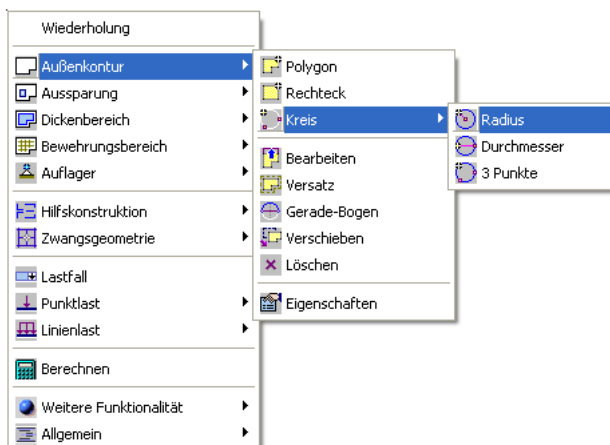 Wiederholung
Außenkontur
Aussparung
Dickenbereich
Bewehrungsbereich
Auflager
Hilfskonstruktion
Zwangsgeometrie
Lastfall
Punktlast
Linienlast
Berechnen
Weitere Funktionalität
Allgemein
Polygon
Rechteck
Kreis
Bearbeiten
Versatz
Gerade-Bogen
Verschieben
Löschen
Eigenschaften
Radius
Durchmesser
3 Punkte